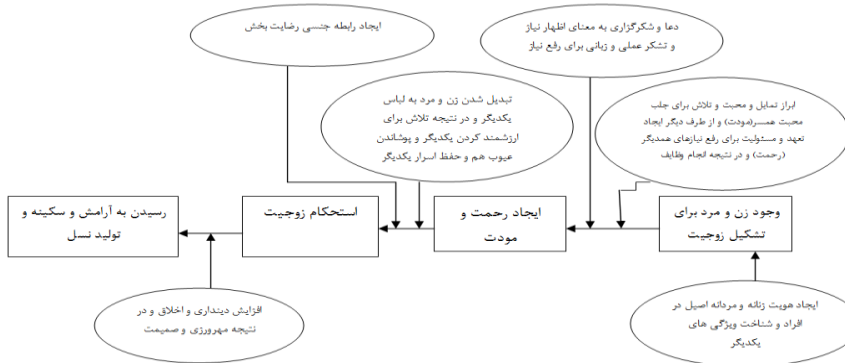 ایجاد رابطه جنسی رضایت بخش
دعا و شکرگزاری به معنای اظهار نیاز
و تشکر عملی و زبانی برای رفع نیاز
تبدیل شدن زن و مرد به لباس
یکدیگر و در نتیجه تلاش برای
ارزشمند کردن یکدیگر و پوشاندن
عیوب هم و حفظ اسرار یکدیگر
ابراز تمایل و محبت و تلاش برای جلب
محبت همسر(مودت) و از طرف دیگر ایجاد
تعهد و مسئولیت برای رفع نیازهای همدیگر
(رحمت) و در نتیجه انجام وظایف
وجود زن و مرد برای
تشکیل زوجیت
ایجاد رحمت و
مودت
استحکام زوجیت
رسیدن به آرامش و سکینه و
تولید نسل
ایجاد هویت زنانه و مردانه اصیل در
افراد و شناخت ویژگی های
یکدیگر
افزایش دینداری و اخلاق و در
نتیجه مهرورزی و صمیمت